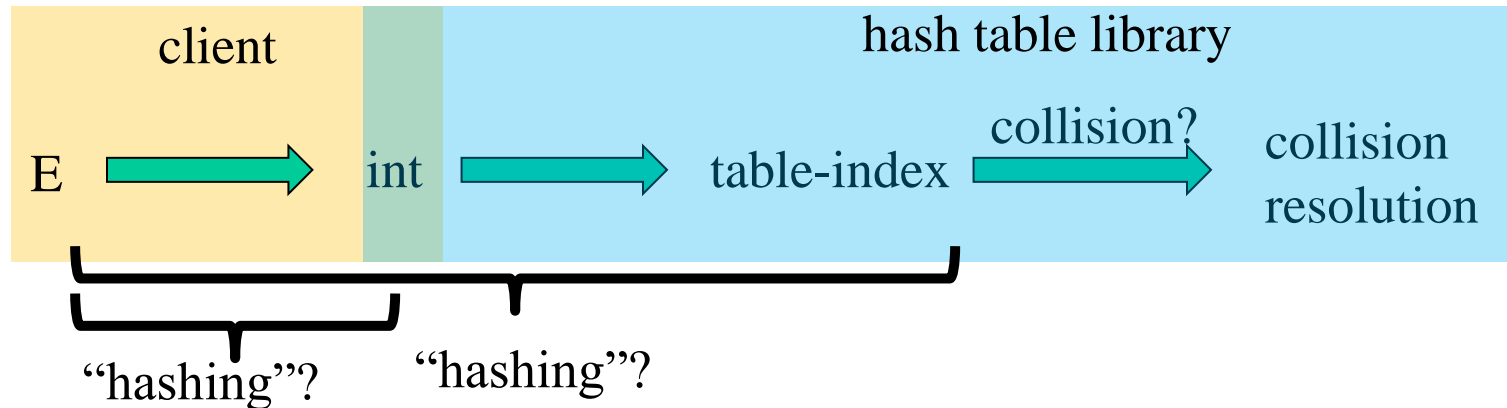 client
hash table library
E
int
table-index
collision?
collision
resolution
“hashing”?
“hashing”?